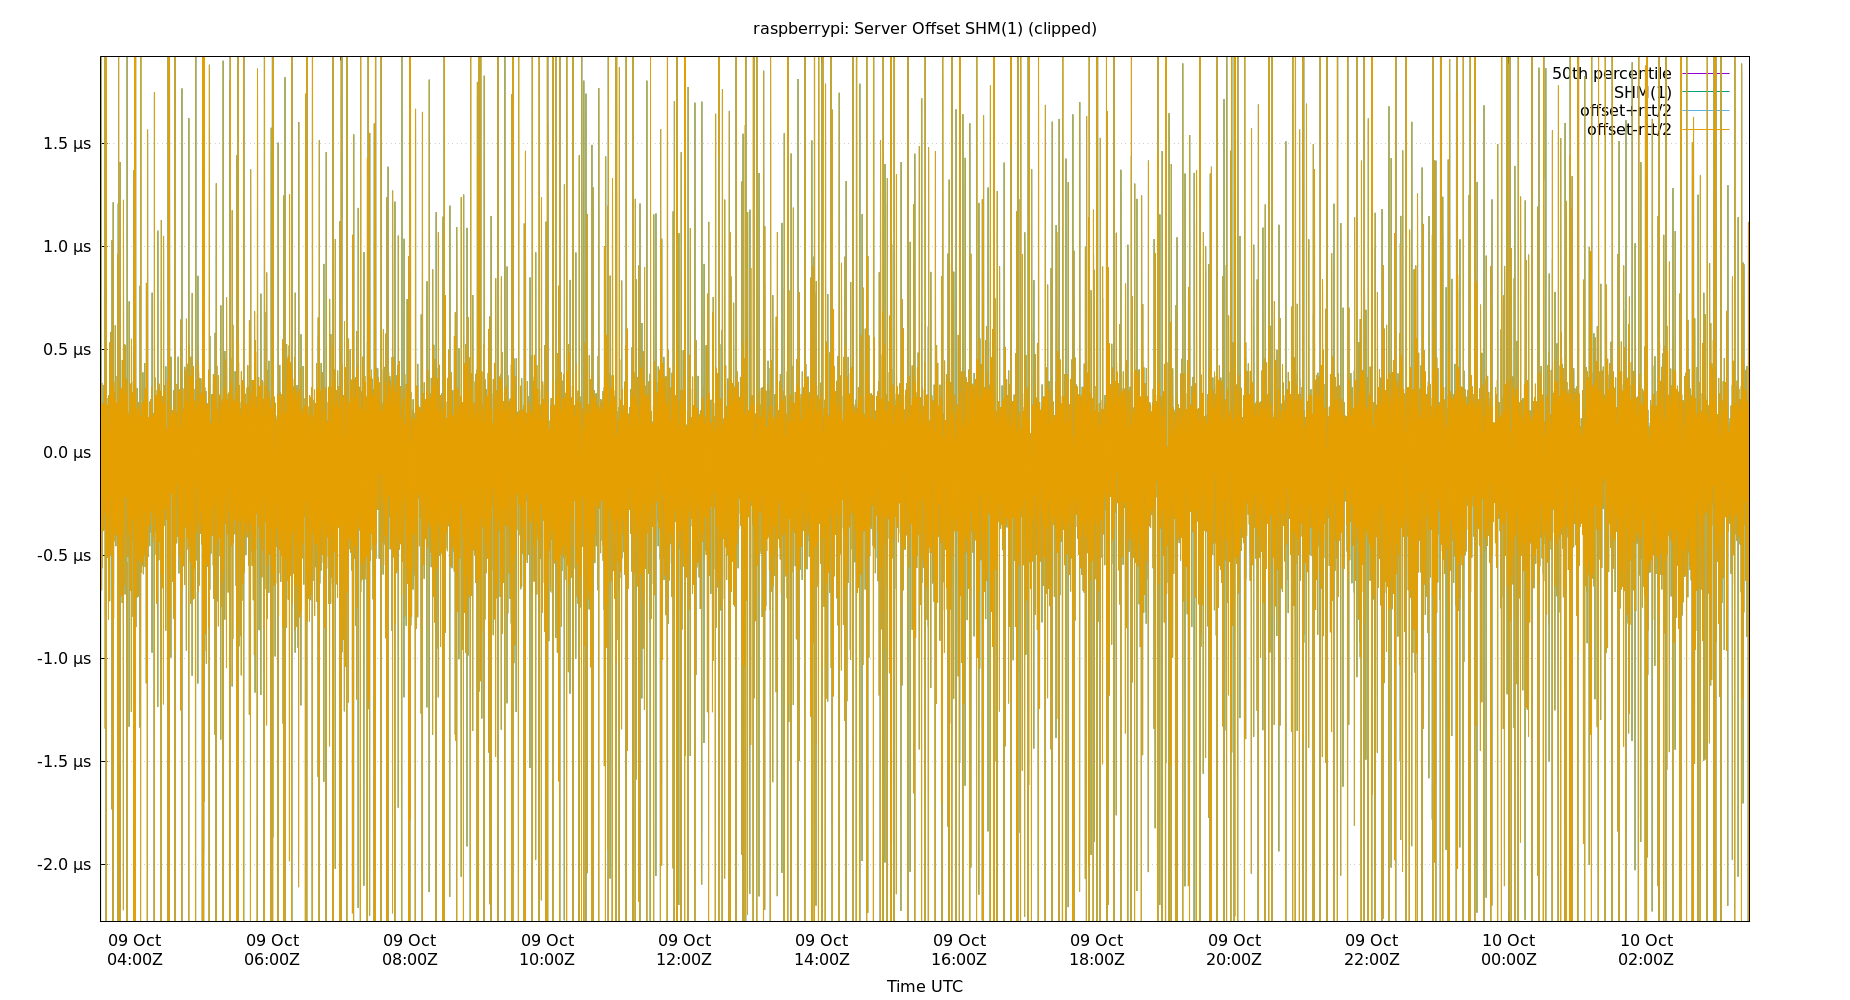 raspberrypi: Server Offset SHM(1) (clipped)
50th percentile
SHM(1)
offset+rtt/2
offset-rtt/2
1.5 µs
1.0 µs
0.5 µs
0.0 µs
-0.5 µs
-1.0 µs
-1.5 µs
-2.0 µs
09 Oct 09 Oct 09 Oct 09 Oct 09 Oct 09 Oct 09 Oct 09 Oct 09 Oct 09 Oct 10 Oct 10 Oct
04:00Z 06:00Z 08:00Z 10:00Z 12:00Z 14:00Z 16:00Z 18:00Z 20:00Z 22:00Z 00:00Z 02:00Z
Time UTC